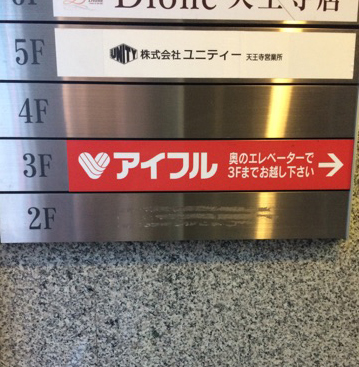 Dione 天王寺店
5F UNITY 株式会社ユニティー 天王寺営業所
4F
3F アイフル 奥のエレベーターで
3Fまでお越し下さい →
2F